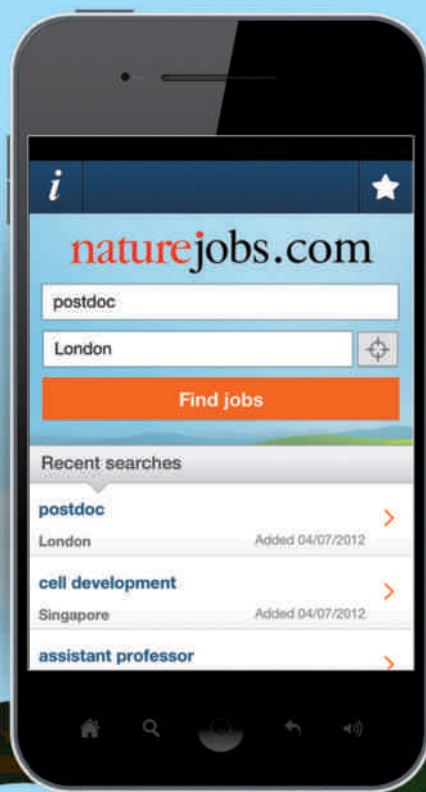 i
naturejobs.com
postdoc
London
Find jobs
Recent searches
postdoc
London Added 04/07/2012
cell development
Singapore Added 04/07/2012
assistant professor